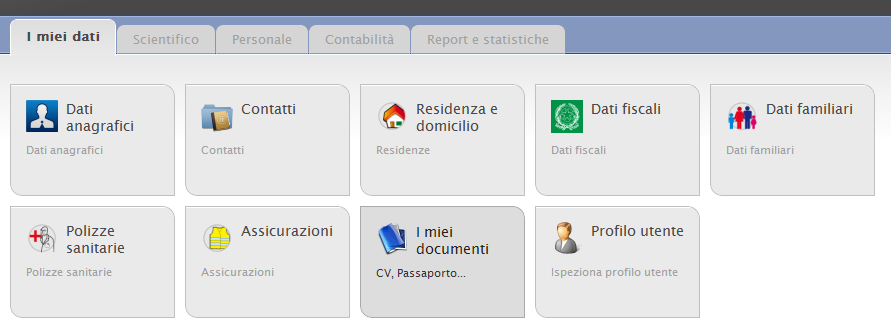 I miei dati
Scientifico
Personale
Contabilità
Report e statistiche
Dati
anagrafici
Dati anagrafici
Contatti
Contatti
Residenza e
domicilio
Residenze
Dati fiscali
Dati fiscali
Dati familiari
Dati familiari
Polizze
sanitarie
Polizze sanitarie
Assicurazioni
Assicurazioni
I miei
documenti
CV, Passaporto...
Profilo utente
Ispeziona profilo utente